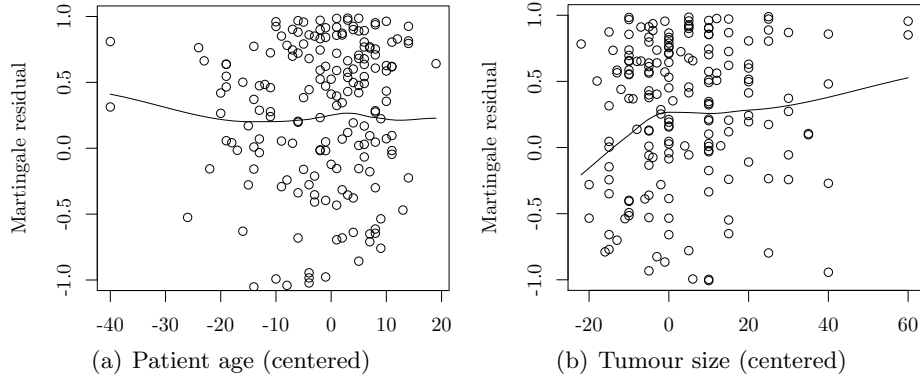 Martingale residual
1.0
0.5
0.0
-0.5
-1.0
-40 -30 -20 -10 0 10 20
(a) Patient age (centered)
Martingale residual
1.0
0.5
0.0
-0.5
-1.0
-20 0 20 40 60
(b) Tumour size (centered)